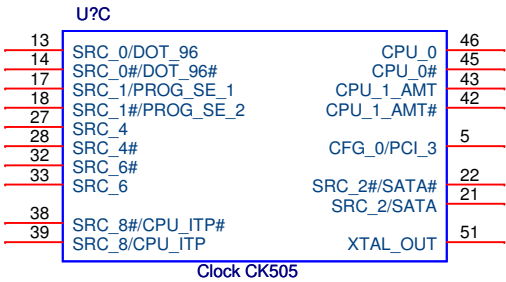 U?C
13 SRC_0/DOT_96 CPU_0 46
14 SRC_0#/DOT_96# CPU_0# 45
17 SRC_1/PROG_SE_1 CPU_1_AMT 43
18 SRC_1#/PROG_SE_2 CPU_1_AMT# 42
27 SRC_4
28 SRC_4# CFG_0/PCI_3 5
32 SRC_6#
33 SRC_6 SRC_2#/SATA# 22
SRC_2/SATA 21
38 SRC_8#/CPU_ITP#
39 SRC_8/CPU_ITP XTAL_OUT 51
Clock CK505